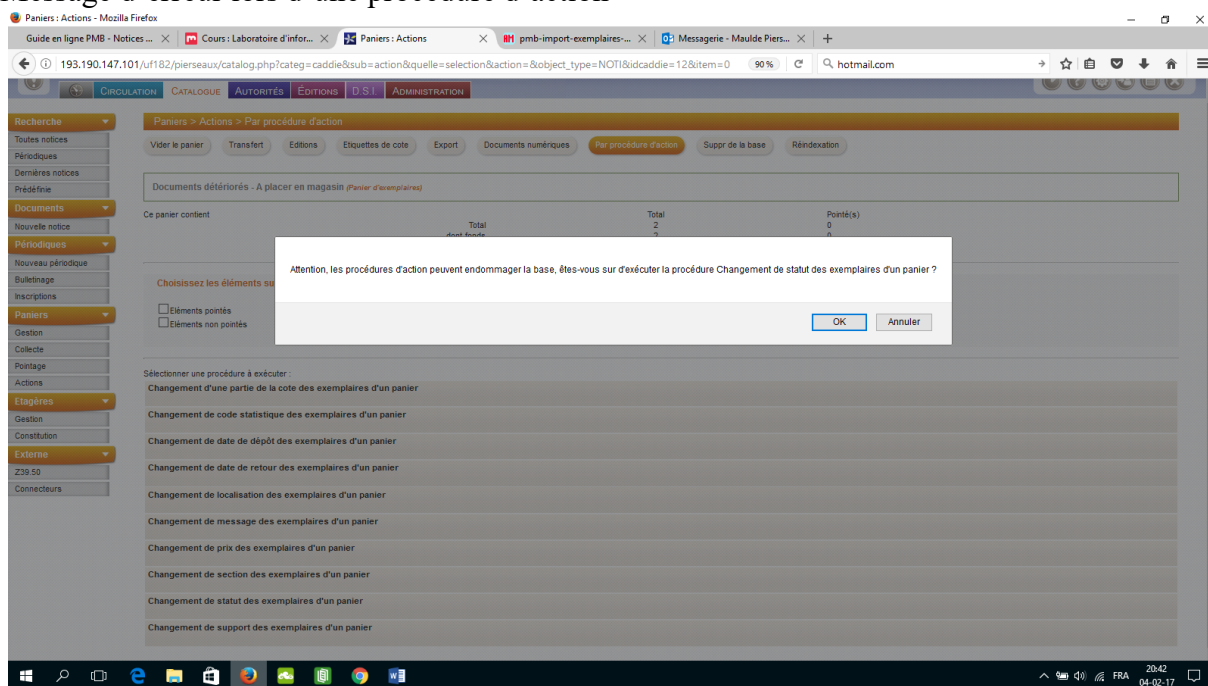 Message d'erreur lors d'une procédure d'action
Paniers : Actions - Mozilla Firefox
Guide en ligne PMB - Notices ...
Cours : Laboratoire d'infor...
Paniers : Actions
pmb-import-exemplaires-...
Messagerie - Maulde Piers...
193.190.147.101/uf182/pierseaux/catalog.php?categ=caddie&sub=action&quelle=selection&action=&object_type=NOTI&idcaddie=12&item=0
90%
hotmail.com
Circulation Catalogue Autorités Éditions D.S.I. Administration
Recherche
Toutes notices
Périodiques
Dernières notices
Prédéfinie
Documents
Nouvelle notice
Périodiques
Nouveau périodique
Bulletinage
Inscriptions
Paniers
Gestion
Collecte
Pointage
Actions
Etagères
Gestion
Constitution
Externe
Z39.50
Connecteurs
Paniers > Actions > Par procédure d'action
Vider le panier Transfert Editions Etiquettes de cote Export Documents numériques Par procédure d'action Suppr de la base Réindexation
Documents détériorés - A placer en magasin (Panier d'exemplaires)
Ce panier contient Total Pointé(s)
Total 2 0
dont fonds 2 0
Attention, les procédures d'action peuvent endommager la base, êtes-vous sur d'exécuter la procédure Changement de statut des exemplaires d'un panier ?
OK Annuler
Choisissez les éléments su
Eléments pointés
Eléments non pointés
Sélectionner une procédure à exécuter :
Changement d'une partie de la cote des exemplaires d'un panier
Changement de code statistique des exemplaires d'un panier
Changement de date de dépôt des exemplaires d'un panier
Changement de date de retour des exemplaires d'un panier
Changement de localisation des exemplaires d'un panier
Changement de message des exemplaires d'un panier
Changement de prix des exemplaires d'un panier
Changement de section des exemplaires d'un panier
Changement de statut des exemplaires d'un panier
Changement de support des exemplaires d'un panier
FRA
20:42
04-02-17